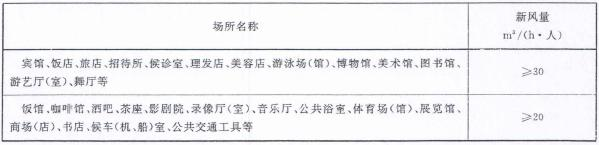 场所名称
新风量
m³/(h·人)
宾馆、饭店、旅店、招待所、候诊室、理发店、美容店、游泳场(馆)、博物馆、美术馆、图书馆、
游艺厅(室)、舞厅等
≥30
饭馆、咖啡馆、酒吧、茶座、影剧院、录像厅(室)、音乐厅、公共浴室、体育场(馆)、展览馆、
商场(店)、书店、候车(机、船)室、公共交通工具等
≥20